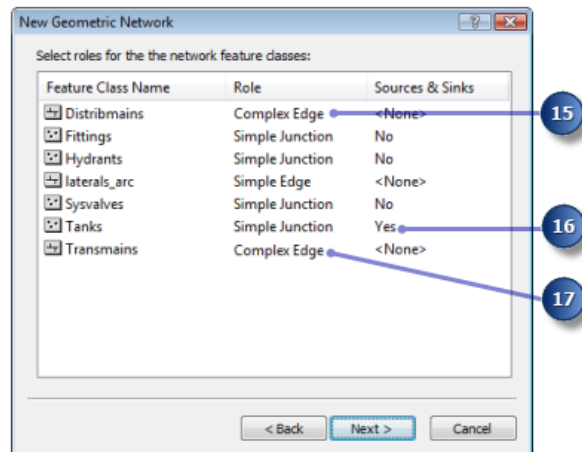 New Geometric Network
Select roles for the the network feature classes:
Feature Class Name Role Sources & Sinks
Distribmains Complex Edge <None> 15
Fittings Simple Junction No
Hydrants Simple Junction No
laterals_arc Simple Edge <None>
Sysvalves Simple Junction No
Tanks Simple Junction Yes 16
Transmains Complex Edge <None>
17
< Back Next > Cancel